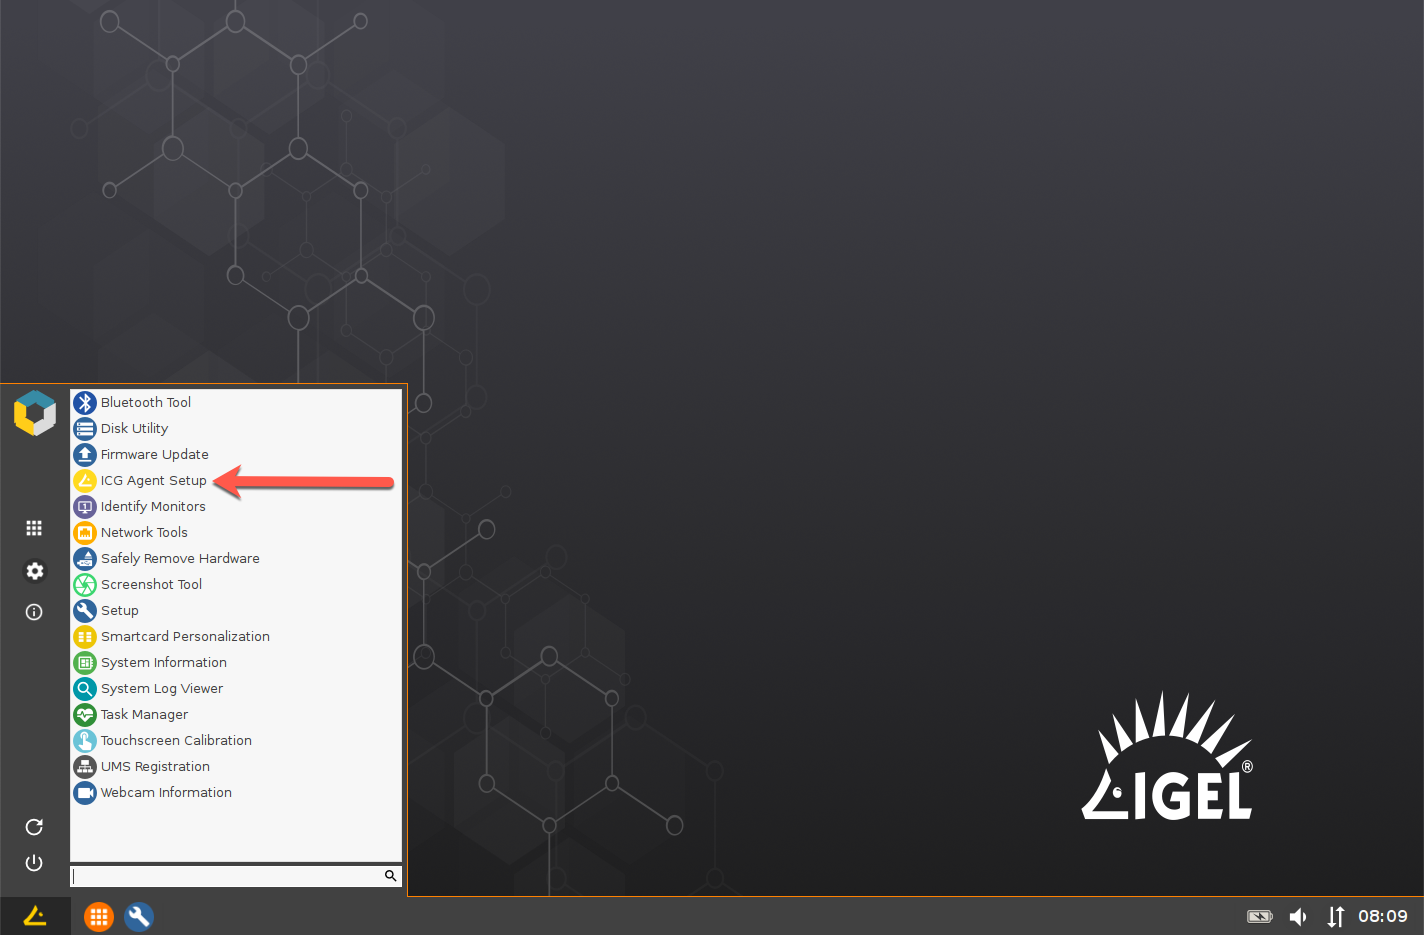 Bluetooth Tool
Disk Utility
Firmware Update
ICG Agent Setup
Identify Monitors
Network Tools
Safely Remove Hardware
Screenshot Tool
Setup
Smartcard Personalization
System Information
System Log Viewer
Task Manager
Touchscreen Calibration
UMS Registration
Webcam Information
IGEL®
08:09